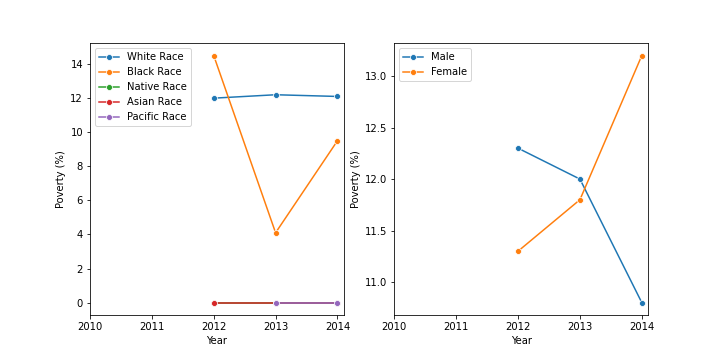 White Race
Black Race
Native Race
Asian Race
Pacific Race
14
12
10
8
6
4
2
0
Poverty (%)
2010 2011 2012 2013 2014
Year
Male
Female
13.0
12.5
12.0
11.5
11.0
Poverty (%)
2010 2011 2012 2013 2014
Year